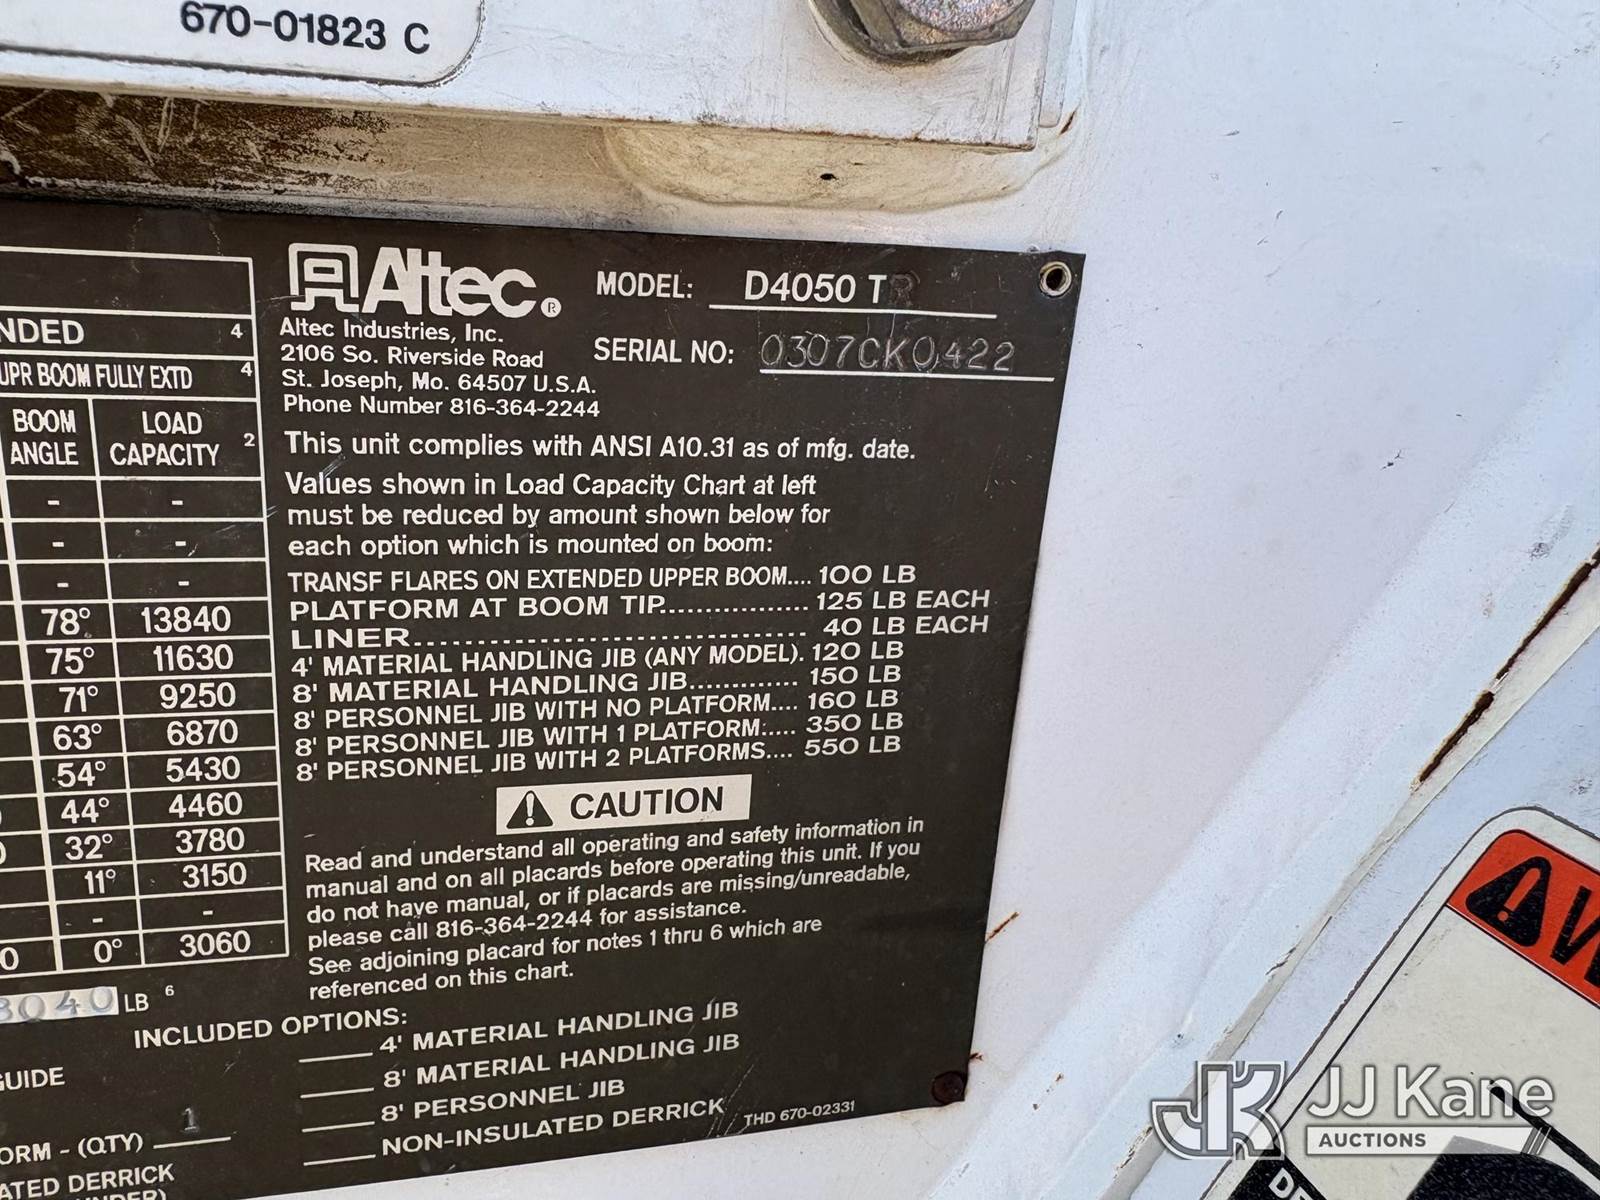 670-01823 C
Altec®
MODEL: D4050 TR
Altec Industries, Inc.
2106 So. Riverside Road
St. Joseph, Mo. 64507 U.S.A.
Phone Number 816-364-2244
SERIAL NO: 0307CK0422
This unit complies with ANSI A10.31 as of mfg. date.
Values shown in Load Capacity Chart at left
must be reduced by amount shown below for
each option which is mounted on boom:
TRANSF FLARES ON EXTENDED UPPER BOOM.... 100 LB
PLATFORM AT BOOM TIP................ 125 LB EACH
LINER................................ 40 LB EACH
4' MATERIAL HANDLING JIB (ANY MODEL). 120 LB
8' MATERIAL HANDLING JIB............ 150 LB
8' PERSONNEL JIB WITH NO PLATFORM.... 160 LB
8' PERSONNEL JIB WITH 1 PLATFORM:.... 350 LB
8' PERSONNEL JIB WITH 2 PLATFORMS.... 550 LB
CAUTION
Read and understand all operating and safety information in
manual and on all placards before operating this unit. If you
do not have manual, or if placards are missing/unreadable,
please call 816-364-2244 for assistance.
See adjoining placard for notes 1 thru 6 which are
referenced on this chart.
NDED 4
UPR BOOM FULLY EXTD 4
BOOM ANGLE LOAD CAPACITY 2
- -
- -
- -
78° 13840
75° 11630
71° 9250
63° 6870
54° 5430
44° 4460
32° 3780
11° 3150
- -
0 0° 3060
3040 LB 6
INCLUDED OPTIONS:
4' MATERIAL HANDLING JIB
8' MATERIAL HANDLING JIB
8' PERSONNEL JIB
NON-INSULATED DERRICK
GUIDE
ORM - (QTY) 1
ATED DERRICK
THD 670-02331
JJ Kane
AUCTIONS